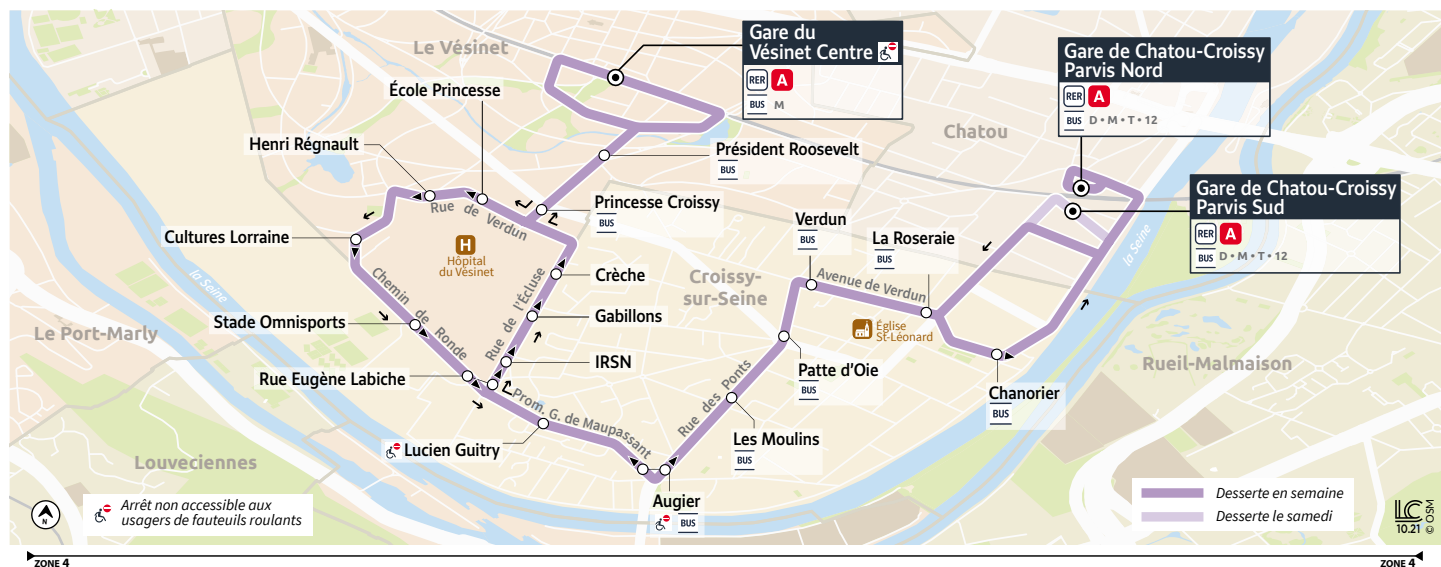 Gare du
Vésinet Centre
RER A
BUS M
Gare de Chatou-Croissy
Parvis Nord
RER A
BUS D • M • T • 12
Gare de Chatou-Croissy
Parvis Sud
RER A
BUS D • M • T • 12
Le Vésinet
École Princesse
Chatou
Henri Régnault
Président Roosevelt
BUS
Rue de Verdun
Princesse Croissy
BUS
Cultures Lorraine
H
Hôpital
du Vésinet
Verdun
BUS
La Roseraie
BUS
la Seine
la Seine
Crèche
Croissy-
sur-Seine
Avenue de Verdun
Chemin de Ronde
Rue de l'Écluse
Gabillons
Stade Omnisports
Le Port-Marly
Église
St-Léonard
IRSN
Rue Eugène Labiche
Patte d'Oie
BUS
Rueil-Malmaison
Chanorier
BUS
Prom. G. de Maupassant
Rue des Ponts
Les Moulins
BUS
Lucien Guitry
Louveciennes
Augier
BUS
N
Arrêt non accessible aux
usagers de fauteuils roulants
Desserte en semaine
Desserte le samedi
LC
10.21
© OSM
ZONE 4
ZONE 4